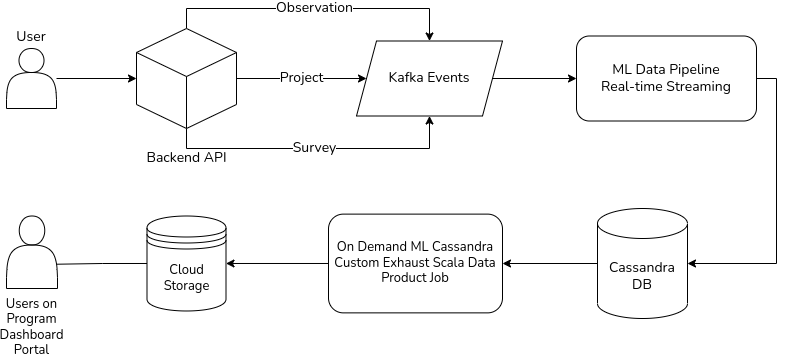 Observation
User
Project
Kafka Events
ML Data Pipeline
Real-time Streaming
Survey
Backend API
On Demand ML Cassandra
Custom Exhaust Scala Data
Product Job
Cloud
Storage
Cassandra
DB
Users on
Program
Dashboard
Portal